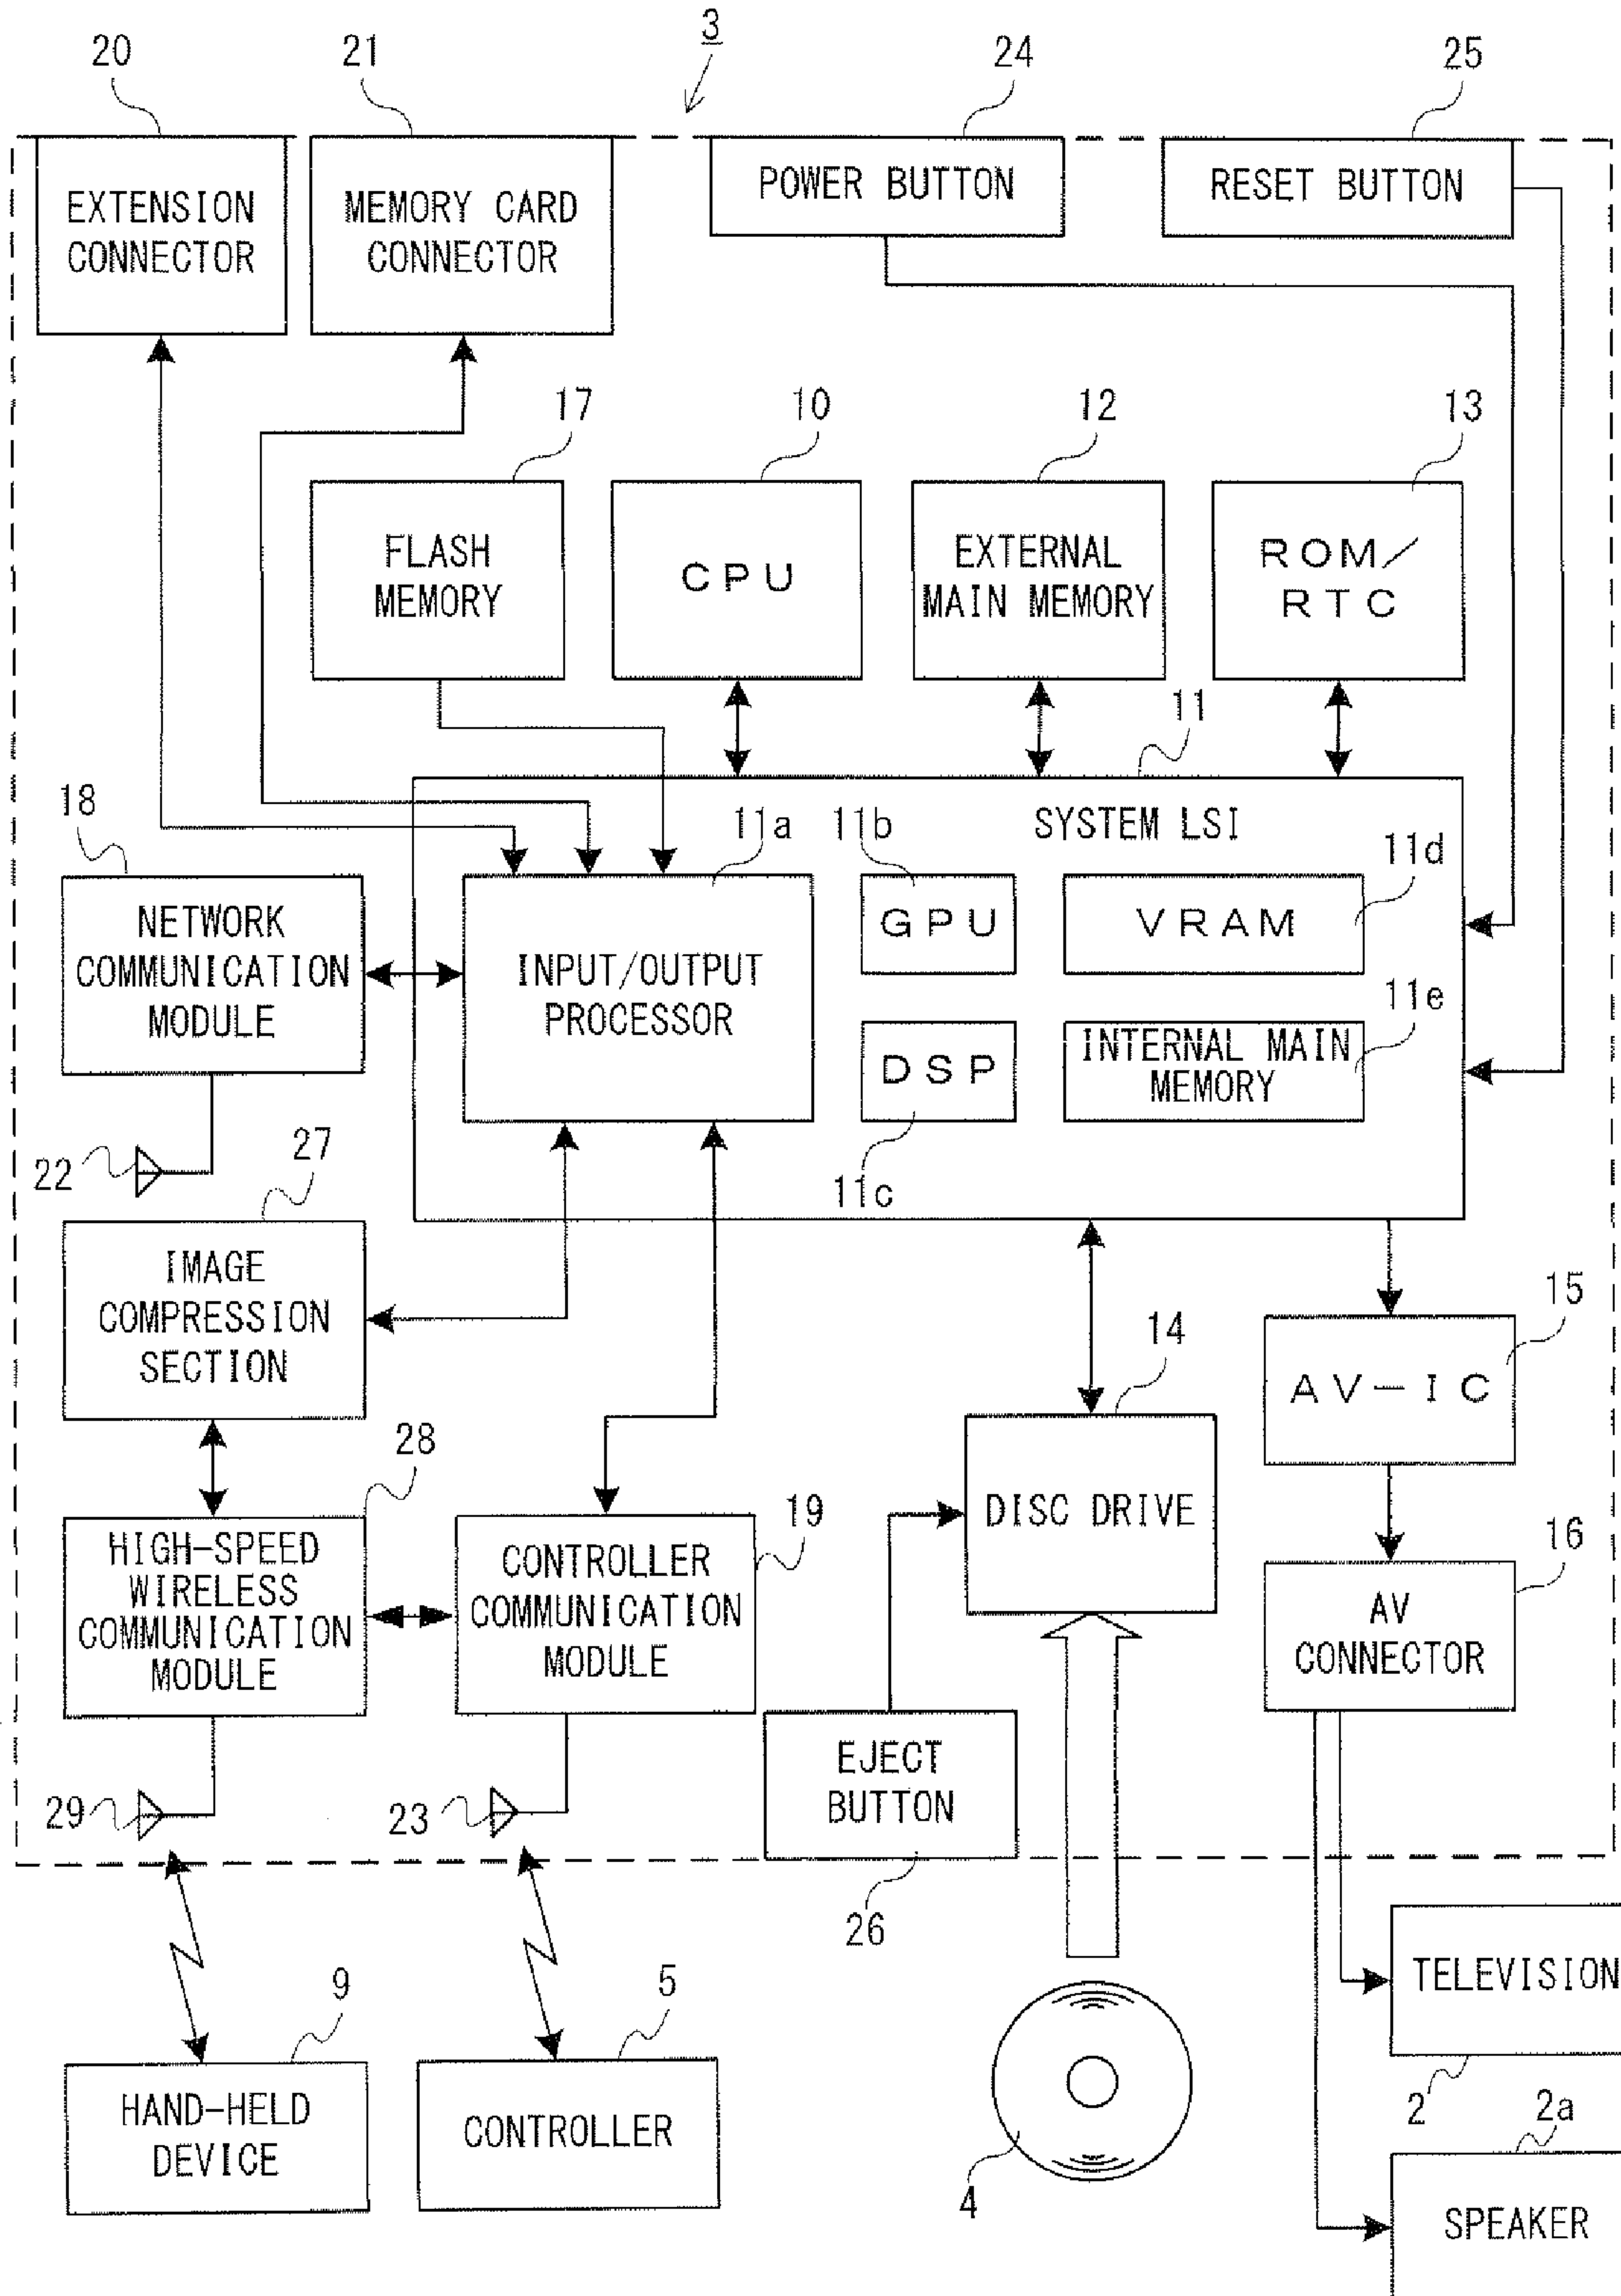 3
20
21
24
25
EXTENSION
CONNECTOR
MEMORY CARD
CONNECTOR
POWER BUTTON
RESET BUTTON
17
10
12
13
FLASH
MEMORY
CPU
EXTERNAL
MAIN MEMORY
ROM/
RTC
11
SYSTEM LSI
18
11a
11b
11d
NETWORK
COMMUNICATION
MODULE
INPUT/OUTPUT
PROCESSOR
GPU
VRAM
11e
DSP
INTERNAL MAIN
MEMORY
22
27
11c
IMAGE
COMPRESSION
SECTION
14
15
AV-IC
28
19
16
HIGH-SPEED
WIRELESS
COMMUNICATION
MODULE
CONTROLLER
COMMUNICATION
MODULE
DISC DRIVE
AV
CONNECTOR
29
23
EJECT
BUTTON
26
9
5
TELEVISION
2
HAND-HELD
DEVICE
CONTROLLER
4
2a
SPEAKER